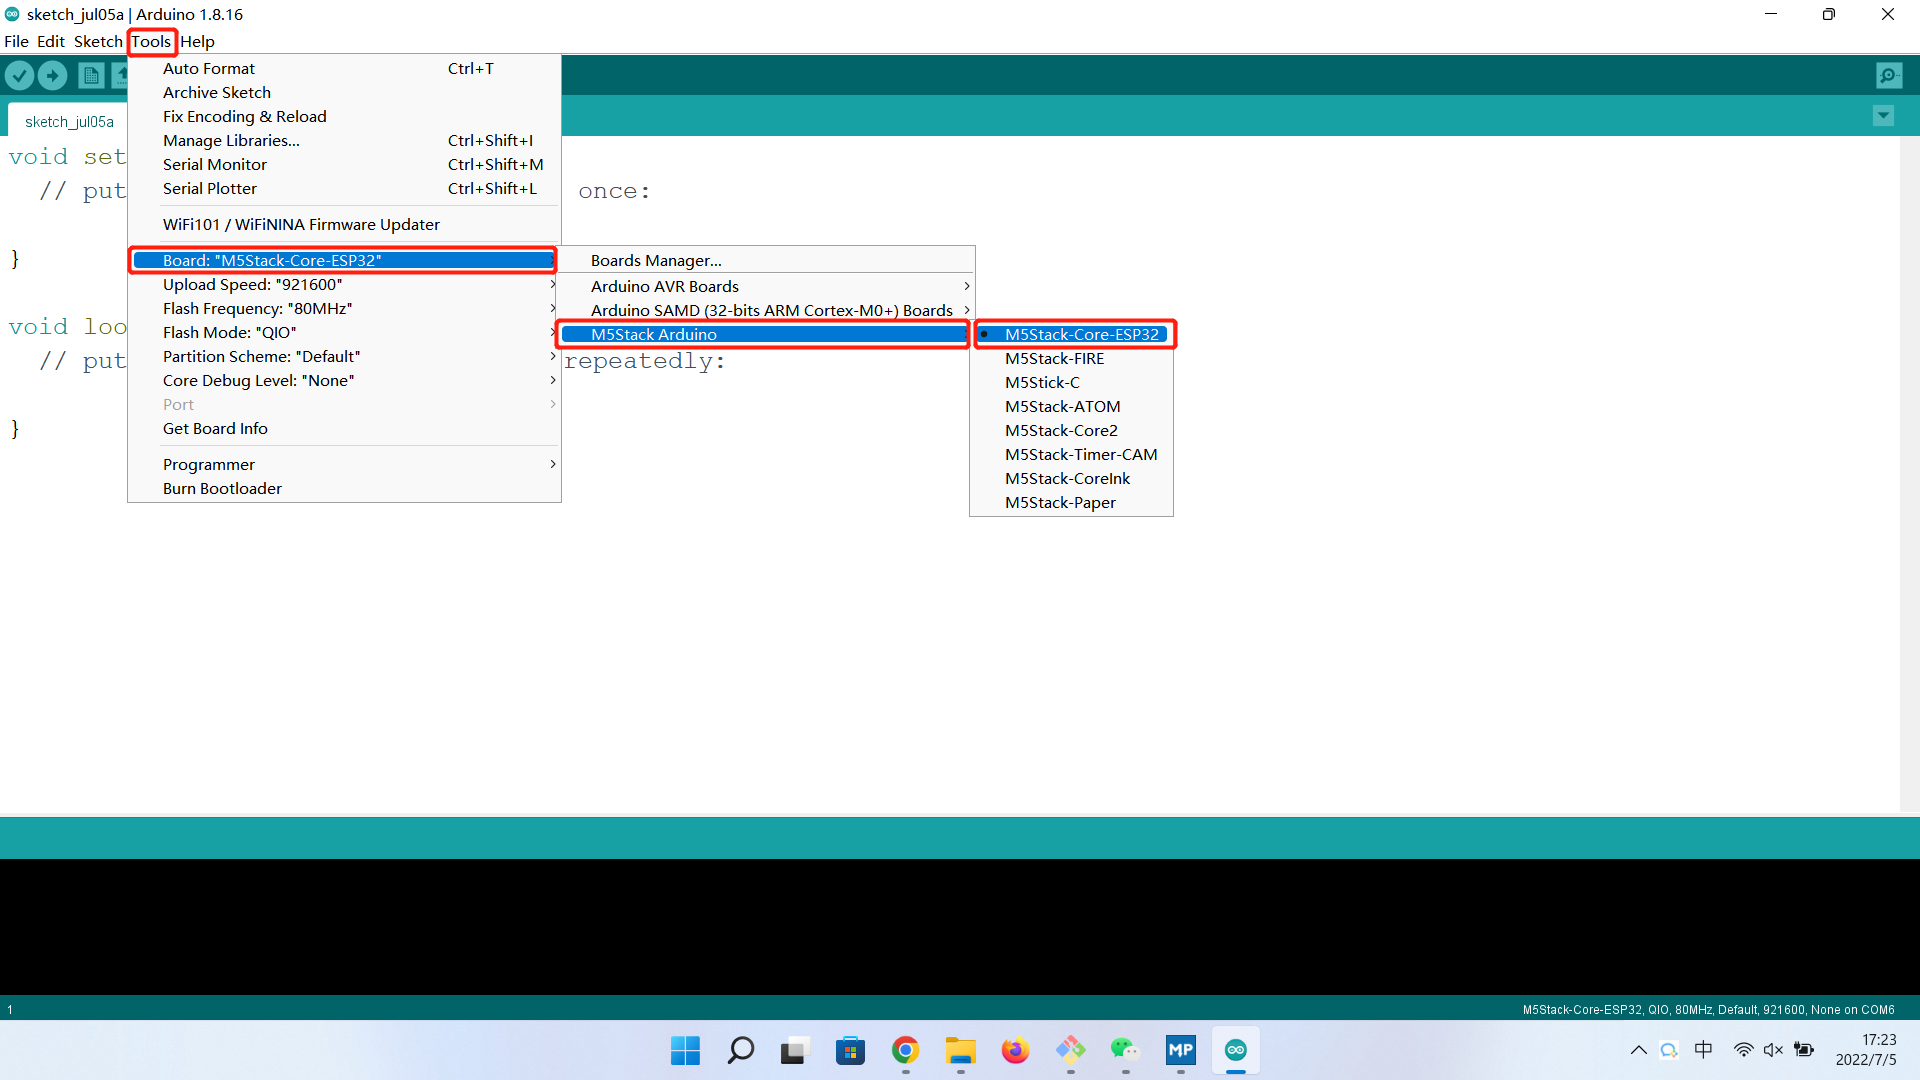 sketch_jul05a | Arduino 1.8.16
File Edit Sketch Tools Help
Auto Format Ctrl+T
Archive Sketch
Fix Encoding & Reload
Manage Libraries... Ctrl+Shift+I
Serial Monitor Ctrl+Shift+M
Serial Plotter Ctrl+Shift+L
WiFi101 / WiFiNINA Firmware Updater
Board: "M5Stack-Core-ESP32"
Upload Speed: "921600"
Flash Frequency: "80MHz"
Flash Mode: "QIO"
Partition Scheme: "Default"
Core Debug Level: "None"
Port
Get Board Info
Programmer
Burn Bootloader
Boards Manager...
Arduino AVR Boards
Arduino SAMD (32-bits ARM Cortex-M0+) Boards
M5Stack Arduino
M5Stack-Core-ESP32
M5Stack-FIRE
M5Stick-C
M5Stack-ATOM
M5Stack-Core2
M5Stack-Timer-CAM
M5Stack-CoreInk
M5Stack-Paper
sketch_jul05a
void set
// put once:
}
void loo
// put repeatedly:
}
1
M5Stack-Core-ESP32, QIO, 80MHz, Default, 921600, None on COM6
MP
中
17:23
2022/7/5